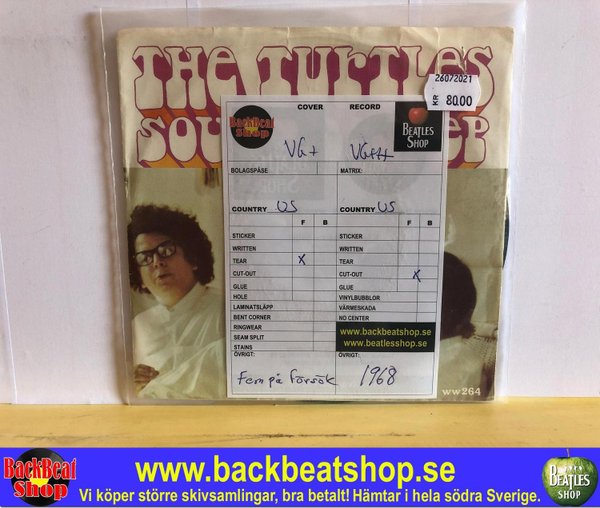 THE TURTLES
26072021
KR 80.00
SOU
EP
BackBeat
Shop
COVER
RECORD
BEATLES
SHOP
VG+
VG++
BOLAGSPÅSE
MATRIX:
COUNTRY US
COUNTRY US
F B
F B
STICKER
STICKER
WRITTEN
WRITTEN
TEAR X
TEAR
CUT-OUT
CUT-OUT X
GLUE
GLUE
HOLE
VINYLBUBBLOR
LAMINATSLÄPP
VÄRMESKADA
BENT CORNER
NO CENTER
RINGWEAR
www.backbeatshop.se
SEAM SPLIT
www.beatlesshop.se
STAINS
ÖVRIGT:
ÖVRIGT:
Fem på Försök
1968
ww264
BackBeat
Shop
www.backbeatshop.se
Vi köper större skivsamlingar, bra betalt! Hämtar i hela södra Sverige.
BEATLES
SHOP